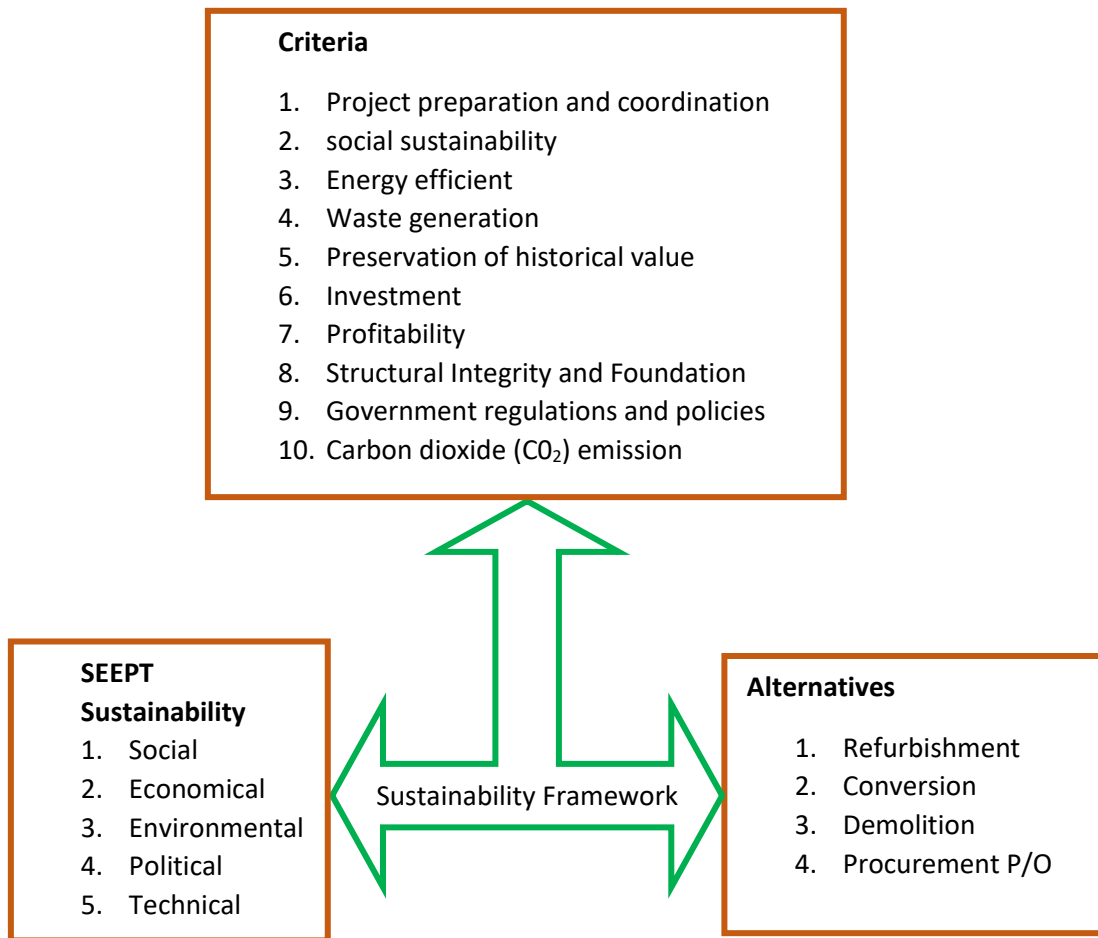 Criteria
1. Project preparation and coordination
2. social sustainability
3. Energy efficient
4. Waste generation
5. Preservation of historical value
6. Investment
7. Profitability
8. Structural Integrity and Foundation
9. Government regulations and policies
10. Carbon dioxide (C0₂) emission
SEEPT
Sustainability
1. Social
2. Economical
3. Environmental
4. Political
5. Technical
Sustainability Framework
Alternatives
1. Refurbishment
2. Conversion
3. Demolition
4. Procurement P/O